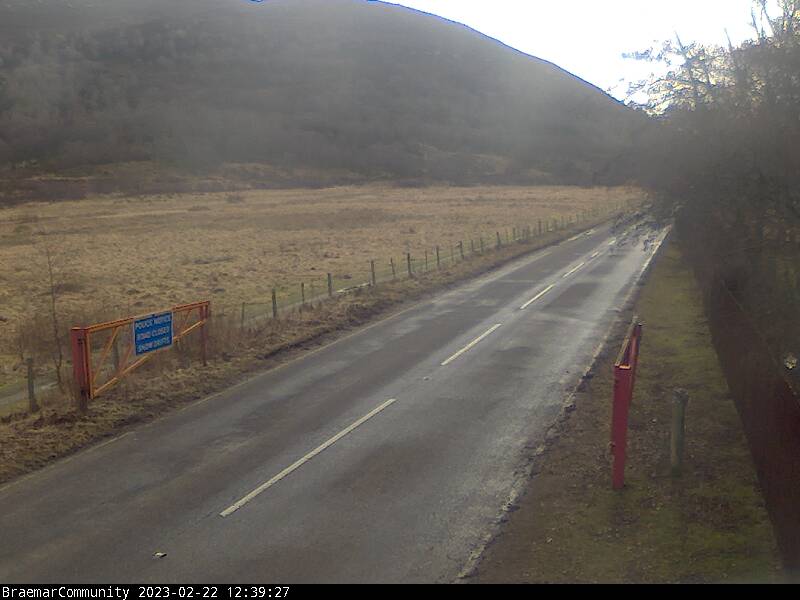 POLICE NOTICE
ROAD CLOSED
SNOW DRIFTS
BraemarCommunity 2023-02-22 12:39:27